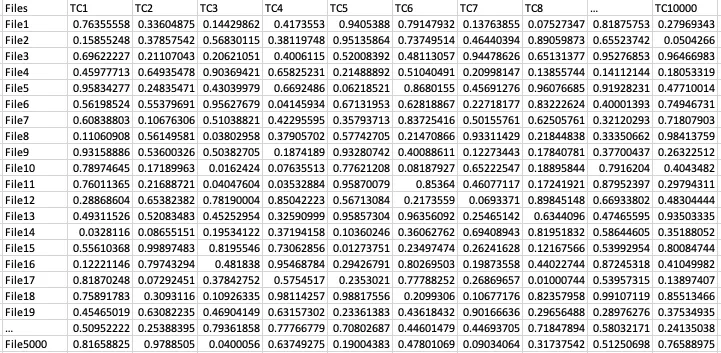 Files TC1 TC2 TC3 TC4 TC5 TC6 TC7 TC8 ... TC10000
File1 0.76355558 0.33604875 0.14429862 0.4173553 0.9405388 0.79147932 0.13763855 0.07527347 0.81875753 0.27969343
File2 0.15855248 0.37857542 0.56830115 0.38119748 0.95135864 0.73749514 0.46440394 0.89059873 0.65523742 0.0504266
File3 0.69622227 0.21107043 0.20621051 0.4006115 0.52008392 0.48113057 0.94478626 0.65131377 0.95276853 0.96466983
File4 0.45977713 0.64935478 0.90369421 0.65825231 0.21488892 0.51040491 0.20998147 0.13855744 0.14112144 0.18053319
File5 0.95834277 0.24835471 0.43039979 0.6692486 0.06218521 0.8680155 0.45691276 0.96076685 0.91928231 0.47710014
File6 0.56198524 0.55379691 0.95627679 0.04145934 0.67131953 0.62818867 0.22718177 0.83222624 0.40001393 0.74946731
File7 0.60838803 0.10676306 0.51038821 0.42295595 0.35793713 0.83725416 0.50155761 0.62505761 0.32120293 0.71807903
File8 0.11060908 0.56149581 0.03802958 0.37905702 0.57742705 0.21470866 0.93311429 0.21844838 0.33350662 0.98413759
File9 0.93158886 0.53600326 0.50382705 0.1874189 0.93280742 0.40088611 0.12273443 0.17840781 0.37700437 0.26322512
File10 0.78974645 0.17189963 0.0162424 0.07635513 0.77621208 0.08187927 0.65222547 0.18895844 0.7916204 0.4043482
File11 0.76011365 0.21688721 0.04047604 0.03532884 0.95870079 0.85364 0.46077117 0.17241921 0.87952397 0.29794311
File12 0.28868604 0.65382382 0.78190004 0.85042223 0.56713084 0.2173559 0.0693371 0.89845148 0.66933802 0.48304444
File13 0.49311526 0.52083483 0.45252954 0.32590999 0.95857304 0.96356092 0.25465142 0.6344096 0.47465595 0.93503335
File14 0.0328116 0.08655151 0.19534122 0.37194158 0.10360246 0.36062762 0.69408943 0.81951832 0.58644605 0.35188052
File15 0.55610368 0.99897483 0.8195546 0.73062856 0.01273751 0.23497474 0.26241628 0.12167566 0.53992954 0.80084744
File16 0.12221146 0.79743294 0.481838 0.95468784 0.29426791 0.80269503 0.19873558 0.44022744 0.87245318 0.41049982
File17 0.81870248 0.07292451 0.37842752 0.5754517 0.2353021 0.77788252 0.26869657 0.01000744 0.53957315 0.13897407
File18 0.75891783 0.3093116 0.10926335 0.98114257 0.98817556 0.2099306 0.10677176 0.82357958 0.99107119 0.85513466
File19 0.45465019 0.63082235 0.46904149 0.63157302 0.23361383 0.43618432 0.90166636 0.29656488 0.28976276 0.37534935
... 0.50952222 0.25388395 0.79361858 0.77766779 0.70802687 0.44601479 0.44693705 0.71847894 0.58032171 0.24135038
File5000 0.81658825 0.9788505 0.0400056 0.63749275 0.19004383 0.47801069 0.09034064 0.31737542 0.51250698 0.76588975